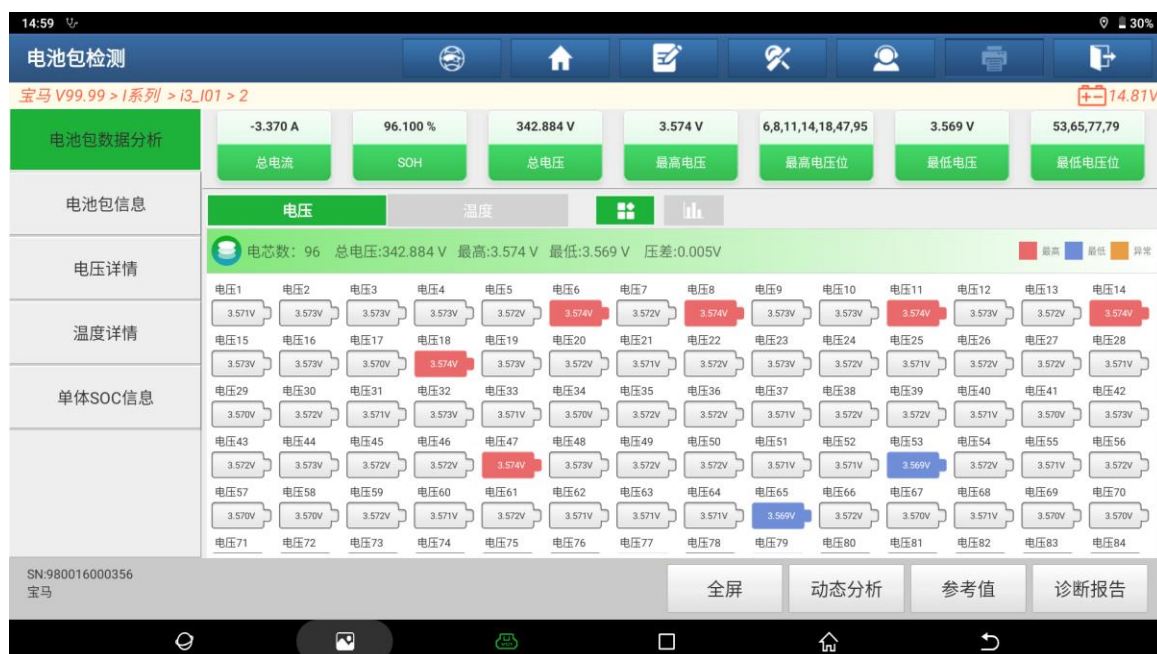 14:59 30%
电池包检测
宝马 V99.99 > I系列 > i3_I01 > 2 14.81V
电池包数据分析
电池包信息
电压详情
温度详情
单体SOC信息
-3.370 A 96.100 % 342.884 V 3.574 V 6,8,11,14,18,47,95 3.569 V 53,65,77,79
总电流 SOH 总电压 最高电压 最高电压位 最低电压 最低电压位
电压 温度
电芯数：96 总电压:342.884 V 最高:3.574 V 最低:3.569 V 压差:0.005V 最高 最低 异常
电压1 电压2 电压3 电压4 电压5 电压6 电压7 电压8 电压9 电压10 电压11 电压12 电压13 电压14
3.571V 3.573V 3.573V 3.573V 3.572V 3.574V 3.572V 3.574V 3.573V 3.573V 3.574V 3.573V 3.572V 3.574V
电压15 电压16 电压17 电压18 电压19 电压20 电压21 电压22 电压23 电压24 电压25 电压26 电压27 电压28
3.573V 3.573V 3.570V 3.574V 3.573V 3.572V 3.571V 3.572V 3.573V 3.572V 3.571V 3.572V 3.572V 3.571V
电压29 电压30 电压31 电压32 电压33 电压34 电压35 电压36 电压37 电压38 电压39 电压40 电压41 电压42
3.570V 3.572V 3.571V 3.573V 3.571V 3.570V 3.572V 3.572V 3.571V 3.572V 3.572V 3.571V 3.570V 3.573V
电压43 电压44 电压45 电压46 电压47 电压48 电压49 电压50 电压51 电压52 电压53 电压54 电压55 电压56
3.572V 3.573V 3.572V 3.572V 3.574V 3.573V 3.572V 3.572V 3.571V 3.571V 3.569V 3.572V 3.571V 3.572V
电压57 电压58 电压59 电压60 电压61 电压62 电压63 电压64 电压65 电压66 电压67 电压68 电压69 电压70
3.570V 3.570V 3.572V 3.571V 3.572V 3.571V 3.571V 3.571V 3.569V 3.572V 3.570V 3.571V 3.570V 3.570V
电压71 电压72 电压73 电压74 电压75 电压76 电压77 电压78 电压79 电压80 电压81 电压82 电压83 电压84
SN:980016000356
宝马
全屏 动态分析 参考值 诊断报告